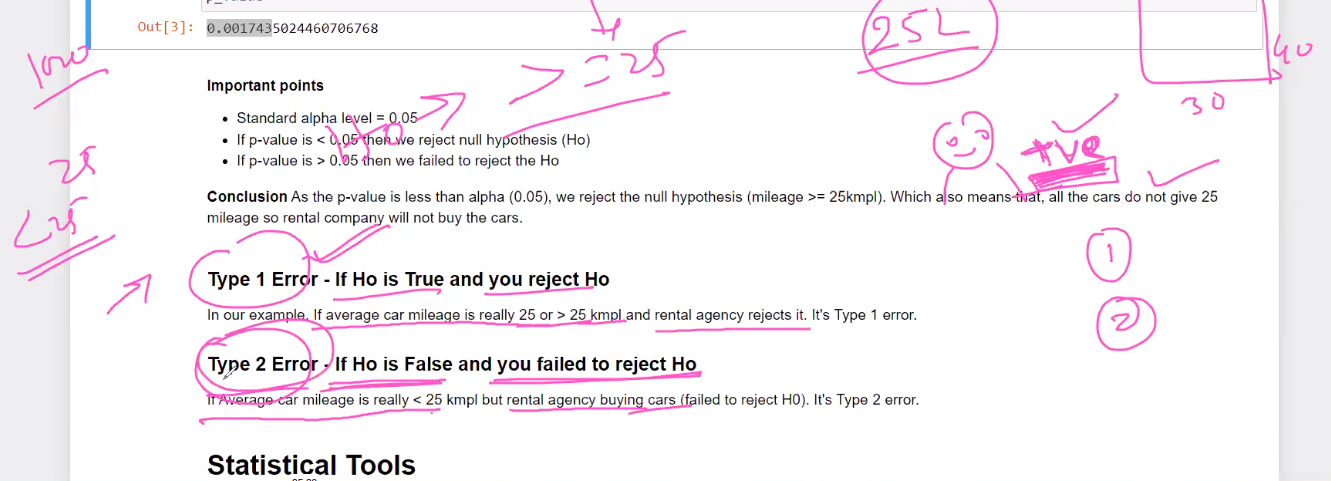 Out[3]: 0.0017435024460706768
25L
>= 25
1000
40
30
Important points
Standard alpha level = 0.05
Ho
If p-value is < 0.05 then we reject null hypothesis (Ho)
If p-value is > 0.05 then we failed to reject the Ho
+ve
25
<25
Conclusion As the p-value is less than alpha (0.05), we reject the null hypothesis (mileage >= 25kmpl). Which also means that, all the cars do not give 25
mileage so rental company will not buy the cars.
1
Type 1 Error - If Ho is True and you reject Ho
In our example, If average car mileage is really 25 or > 25 kmpl and rental agency rejects it. It's Type 1 error.
2
Type 2 Error - If Ho is False and you failed to reject Ho
If Average car mileage is really < 25 kmpl but rental agency buying cars (failed to reject H0). It's Type 2 error.
Statistical Tools